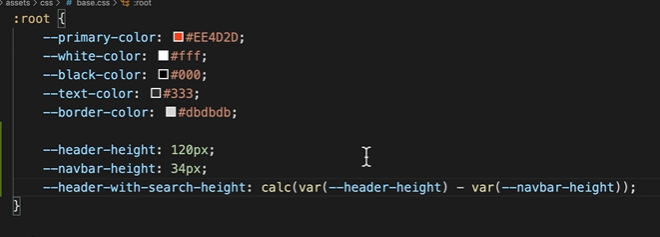 assets > css > # base.css > :root
:root {
--primary-color: #EE4D2D;
--white-color: #fff;
--black-color: #000;
--text-color: #333;
--border-color: #dbdbdb;
--header-height: 120px;
--navbar-height: 34px;
--header-with-search-height: calc(var(--header-height) - var(--navbar-height));
}